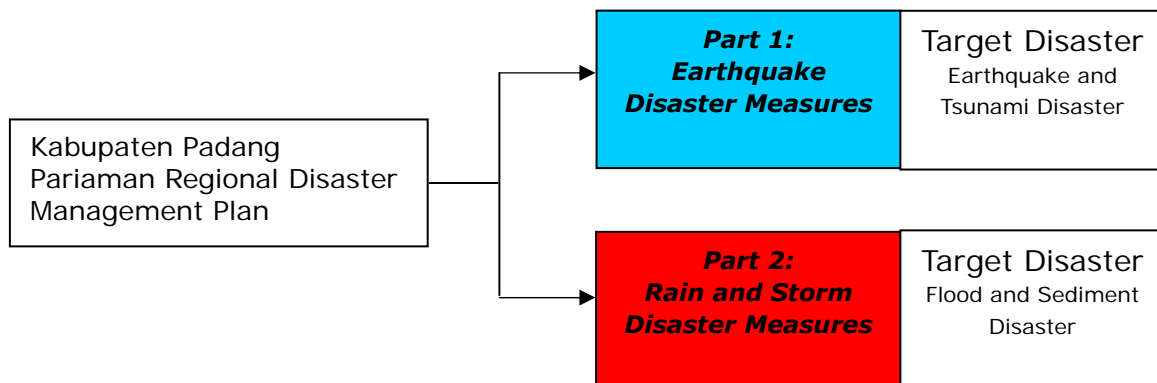 Kabupaten Padang
Pariaman Regional Disaster
Management Plan
Part 1:
Earthquake
Disaster Measures
Target Disaster
Earthquake and
Tsunami Disaster
Part 2:
Rain and Storm
Disaster Measures
Target Disaster
Flood and Sediment
Disaster